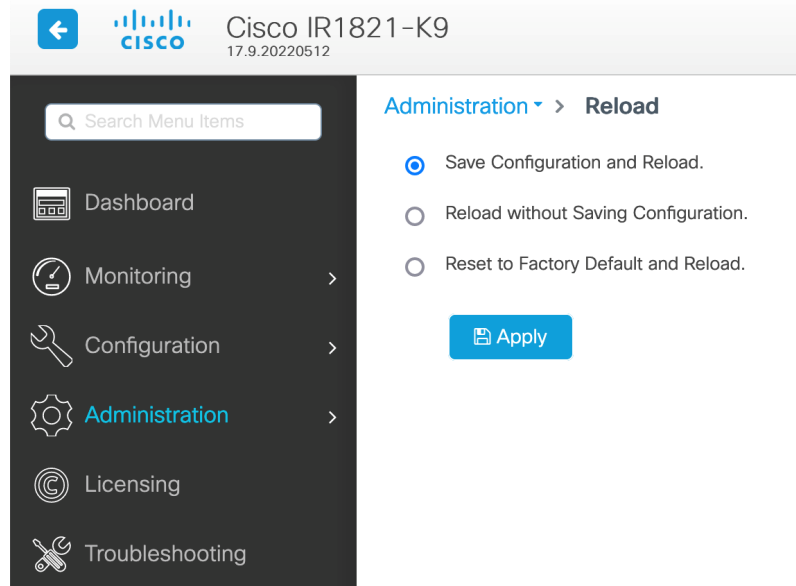 CISCO
Cisco IR1821-K9
17.9.20220512
Search Menu Items
Dashboard
Monitoring
Configuration
Administration
Licensing
Troubleshooting
Administration > Reload
Save Configuration and Reload.
Reload without Saving Configuration.
Reset to Factory Default and Reload.
Apply